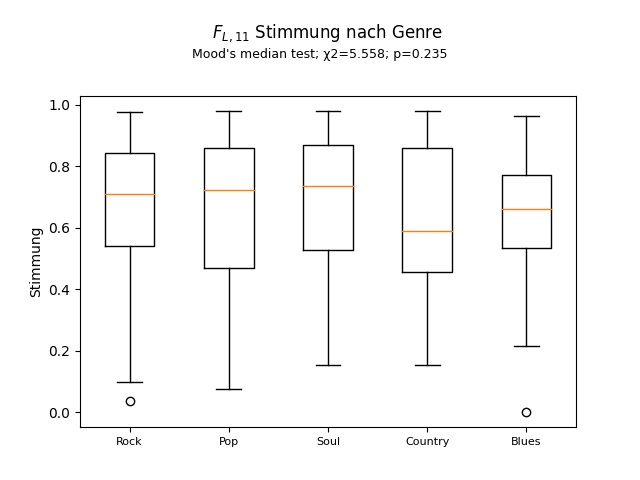 F_{L,11} Stimmung nach Genre
Mood's median test; χ2=5.558; p=0.235
1.0
0.8
0.6
0.4
0.2
0.0
Stimmung
Rock Pop Soul Country Blues